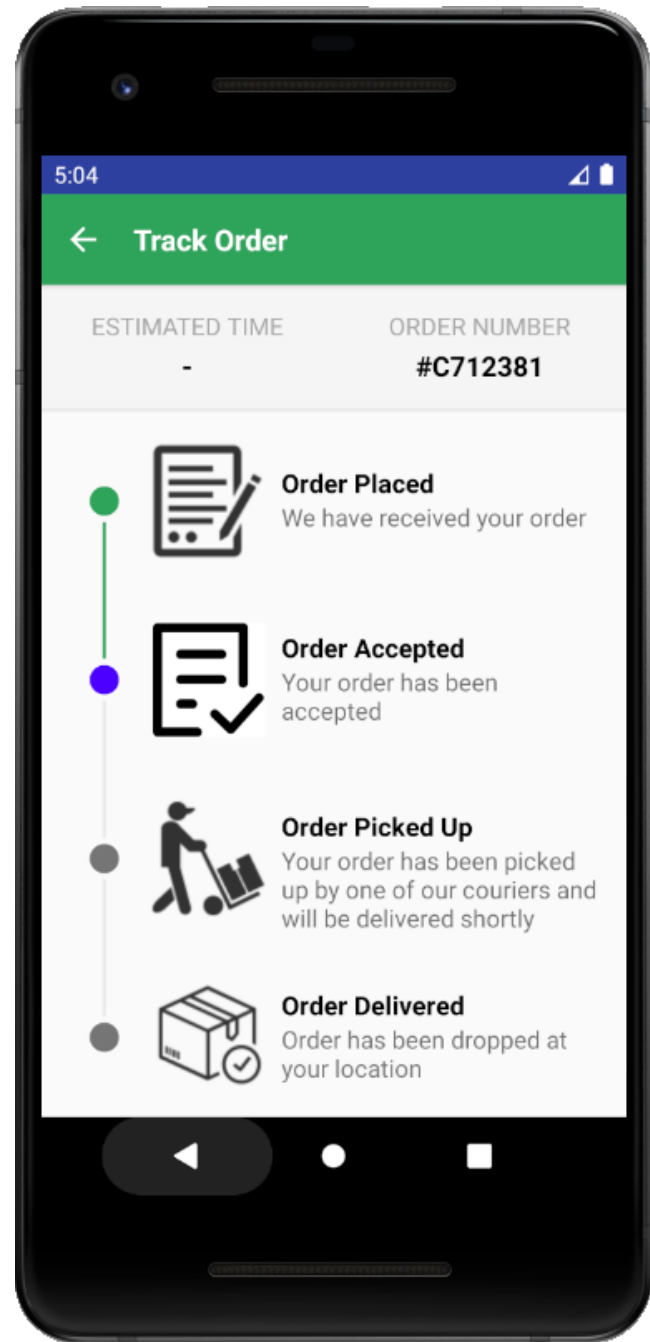 5:04
Track Order
ESTIMATED TIME
ORDER NUMBER
-
#C712381
Order Placed
We have received your order
Order Accepted
Your order has been
accepted
Order Picked Up
Your order has been picked
up by one of our couriers and
will be delivered shortly
Order Delivered
Order has been dropped at
your location